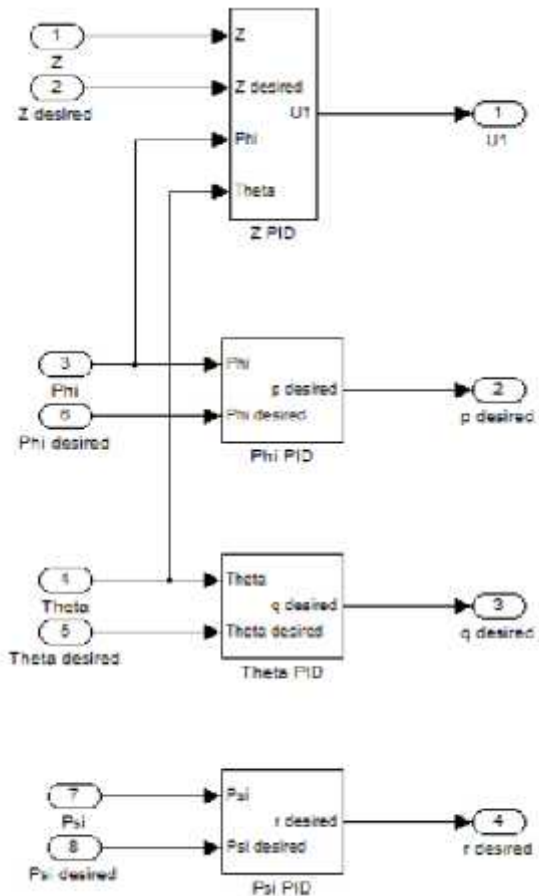 1
Z
2
Z desired
Z
Z desired
Phi
Theta
U1
Z PID
1
U1
3
Phi
6
Phi desired
Phi
Phi desired
p desired
Phi PID
2
p desired
4
Theta
5
Theta desired
Theta
Theta desired
q desired
Theta PID
3
q desired
7
Psi
8
Psi desired
Psi
Psi desired
r desired
Psi PID
4
r desired